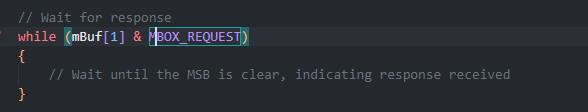 // Wait for response
while (mBuf[1] & MBOX_REQUEST)
{
// Wait until the MSB is clear, indicating response received
}